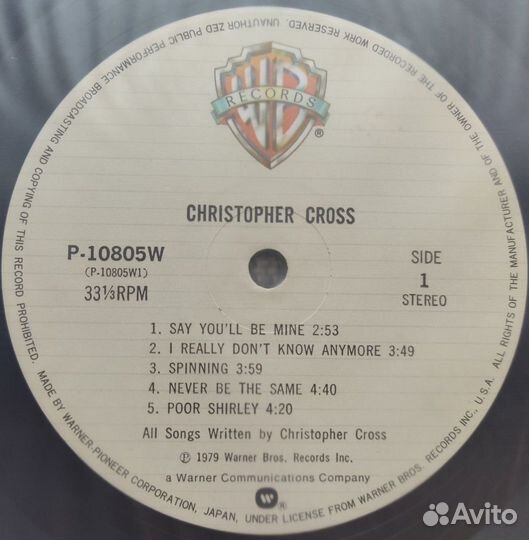 MADE BY WARNER-PIONEER CORPORATION, JAPAN, UNDER LICENSE FROM WARNER BROS. RECORDS INC., U.S.A. ALL RIGHTS OF THE MANUFACTURER AND OF THE OWNER OF THE RECORDED WORK RESERVED. UNAUTHORIZED PUBLIC PERFORMANCE BROADCASTING AND COPYING OF THIS RECORD PROHIBITED.
WB
RECORDS
®
CHRISTOPHER CROSS
P-10805W
(P-10805W1)
33⅓RPM
SIDE
1
STEREO
1. SAY YOU'LL BE MINE 2:53
2. I REALLY DON'T KNOW ANYMORE 3:49
3. SPINNING 3:59
4. NEVER BE THE SAME 4:40
5. POOR SHIRLEY 4:20
All Songs Written by Christopher Cross
℗ 1979 Warner Bros. Records Inc.
a Warner Communications Company
®
Avito